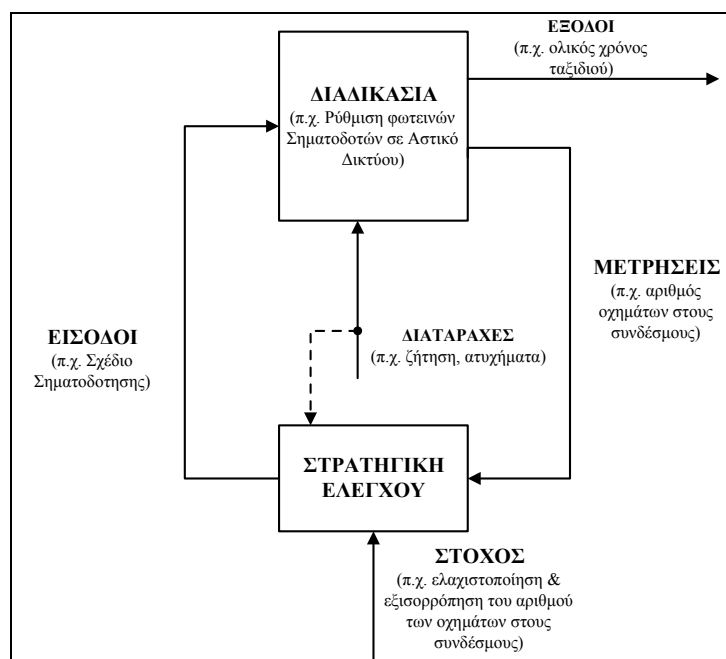 ΕΞΟΔΟΙ
(π.χ. ολικός χρόνος
ταξιδιού)
ΔΙΑΔΙΚΑΣΙΑ
(π.χ. Ρύθμιση φωτεινών
Σηματοδοτών σε Αστικό
Δικτύου)
ΜΕΤΡΗΣΕΙΣ
(π.χ. αριθμός
οχημάτων στους
συνδέσμους)
ΕΙΣΟΔΟΙ
(π.χ. Σχέδιο
Σηματοδοτησης)
ΔΙΑΤΑΡΑΧΕΣ
(π.χ. ζήτηση, ατυχήματα)
ΣΤΡΑΤΗΓΙΚΗ
ΕΛΕΓΧΟΥ
ΣΤΟΧΟΣ
(π.χ. ελαχιστοποίηση &
εξισορρόπηση του αριθμού
των οχημάτων στους
συνδέσμους)